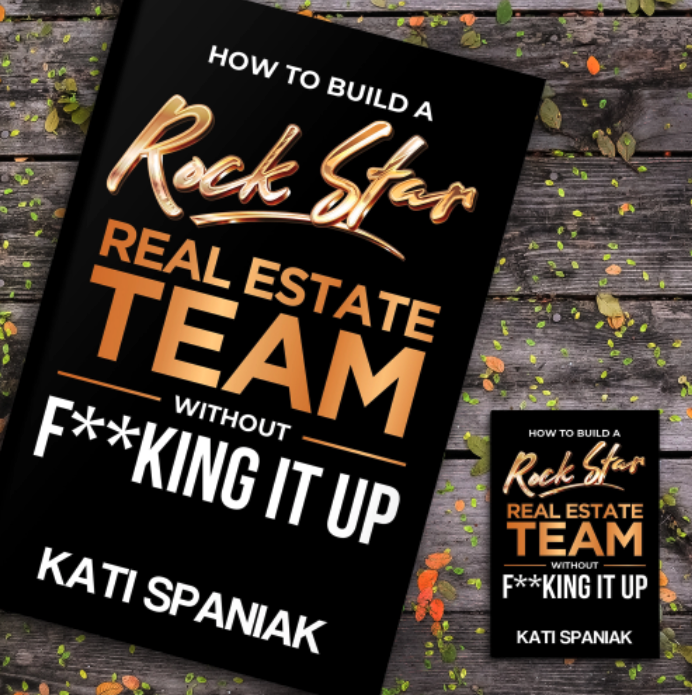 HOW TO BUILD A
Rock Star
REAL ESTATE
TEAM
WITHOUT
F**KING IT UP
KATI SPANIAK
HOW TO BUILD A
Rock Star
REAL ESTATE
TEAM
WITHOUT
F**KING IT UP
KATI SPANIAK